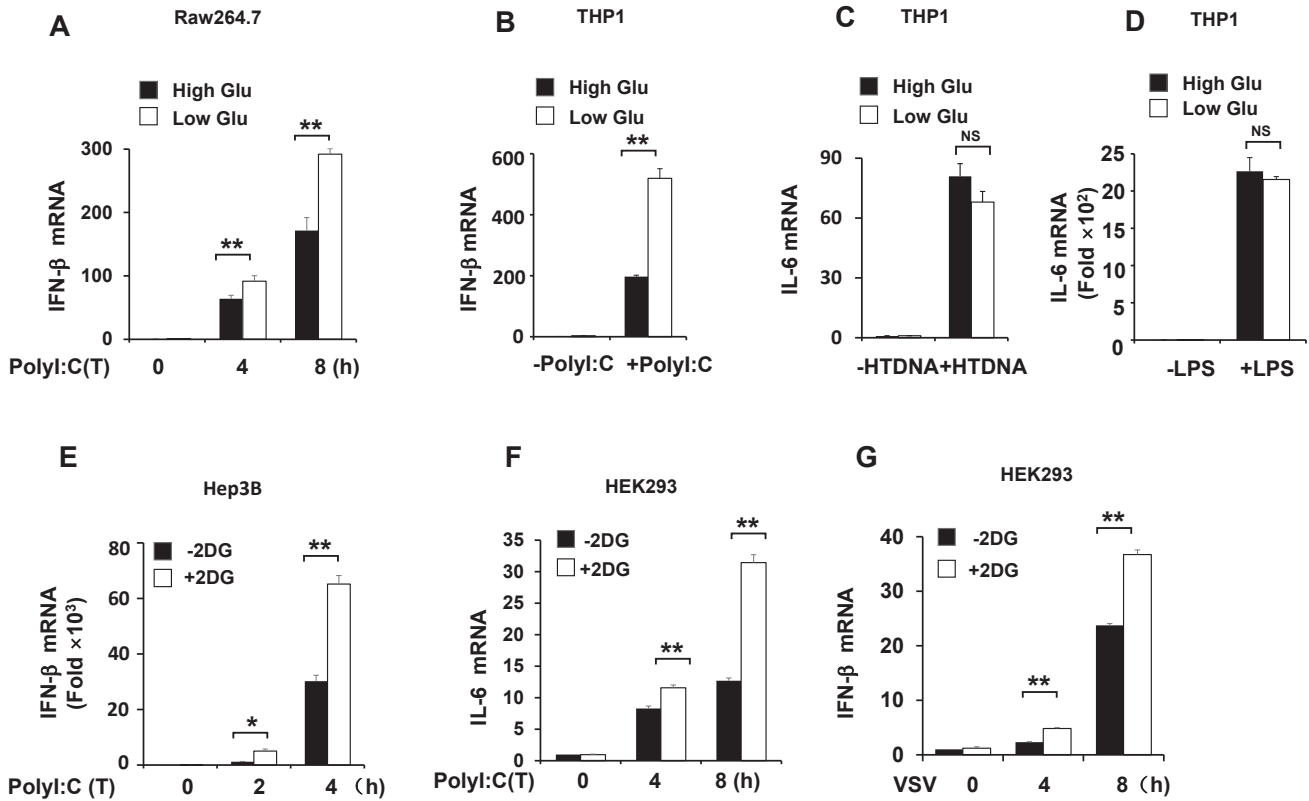 A
Raw264.7
High Glu
Low Glu
IFN-β mRNA
300
200
100
0
**
**
PolyI:C(T) 0 4 8 (h)
B
THP1
High Glu
Low Glu
IFN-β mRNA
600
400
200
0
**
-PolyI:C +PolyI:C
C
THP1
High Glu
Low Glu
IL-6 mRNA
90
60
30
0
NS
-HTDNA+HTDNA
D
THP1
High Glu
Low Glu
IL-6 mRNA
(Fold ×10²)
25
20
15
10
5
0
NS
-LPS +LPS
E
Hep3B
-2DG
+2DG
IFN-β mRNA
(Fold ×10³)
80
60
40
20
0
*
**
PolyI:C (T) 0 2 4（h)
F
HEK293
-2DG
+2DG
IL-6 mRNA
35
30
25
20
15
10
5
0
**
**
PolyI:C(T) 0 4 8 (h)
G
HEK293
-2DG
+2DG
IFN-β mRNA
40
30
20
10
0
**
**
VSV 0 4 8（h)